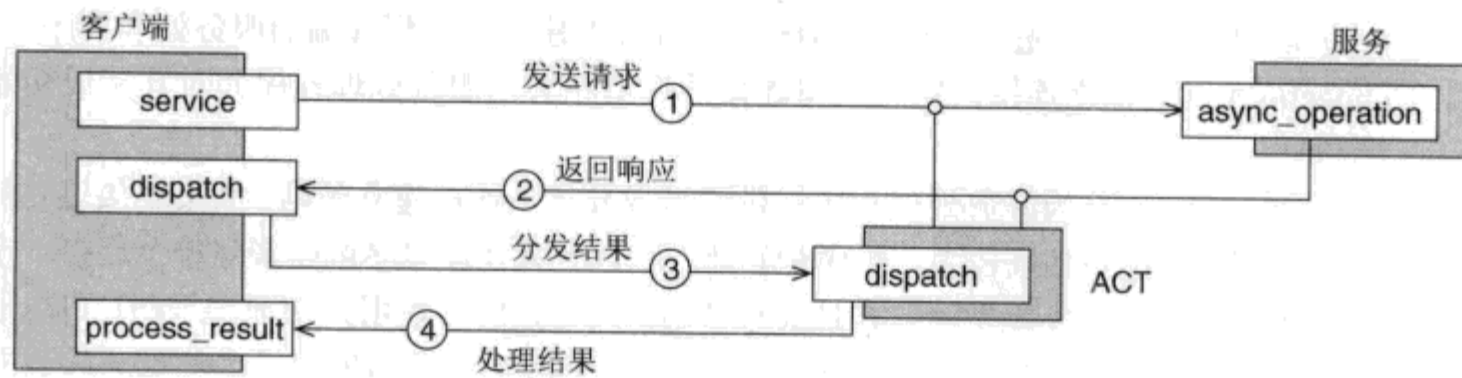 客户端
服务
service
发送请求
①
async_operation
dispatch
返回响应
②
分发结果
③
dispatch
ACT
process_result
④
处理结果